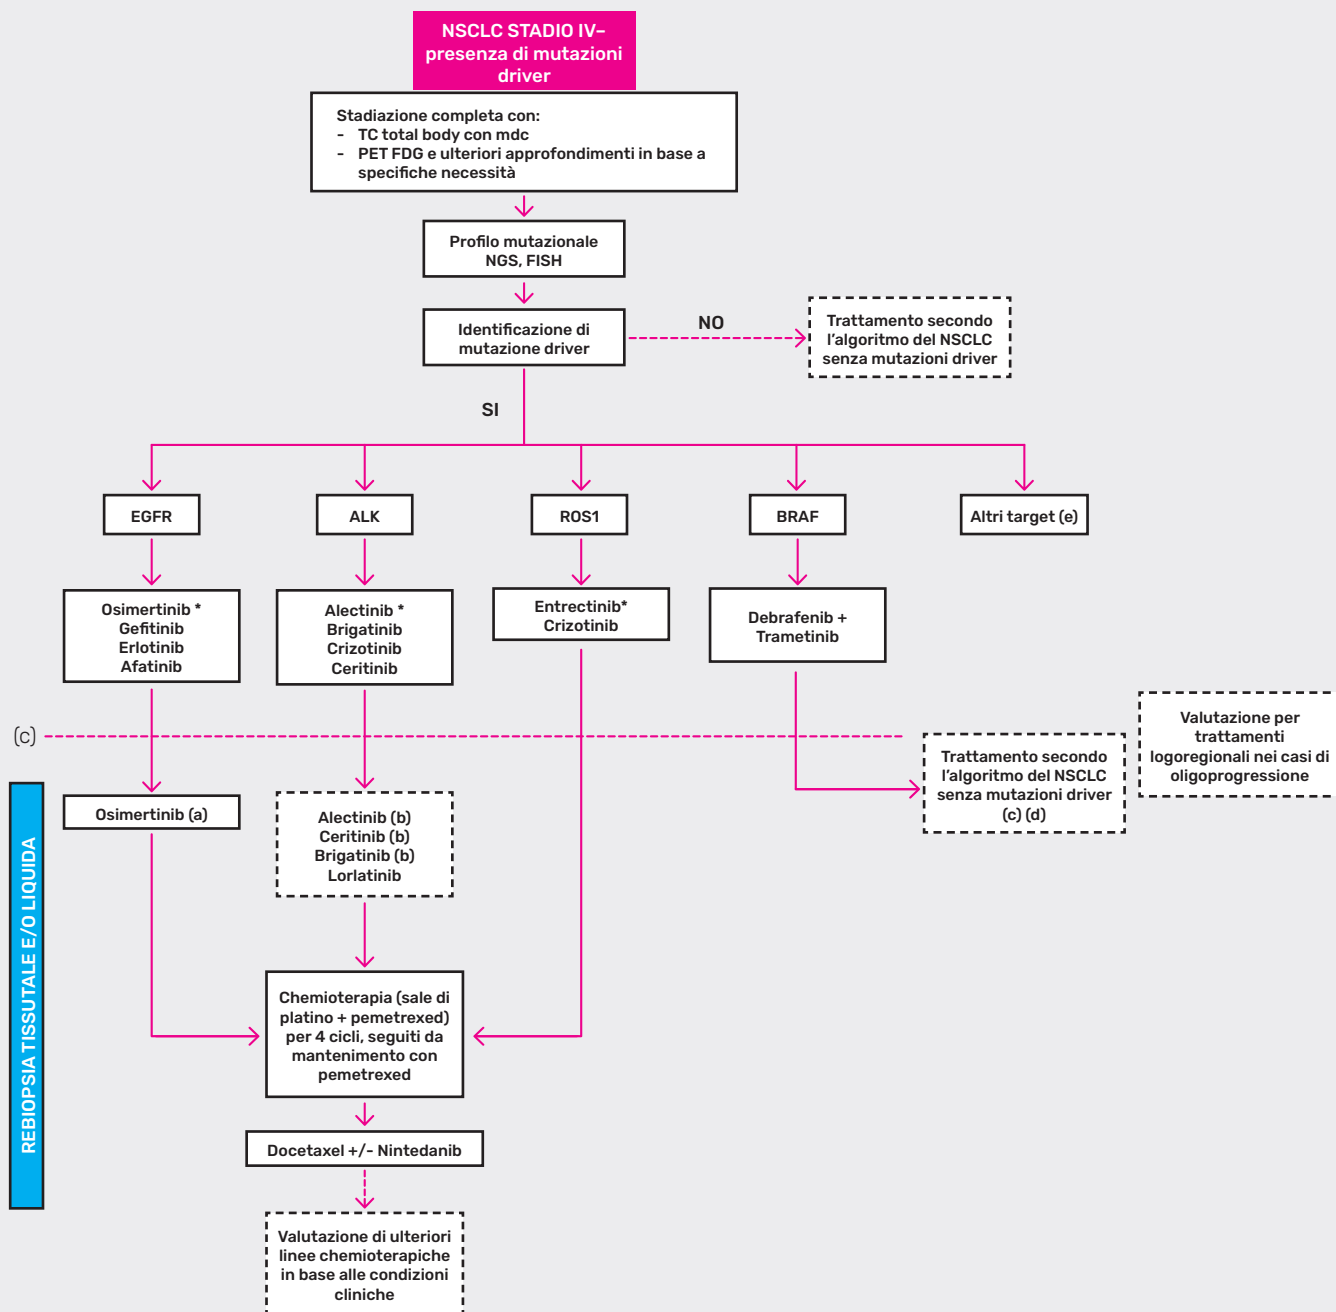 NSCLC STADIO IV–
presenza di mutazioni
driver
Stadiazione completa con:
- TC total body con mdc
- PET FDG e ulteriori approfondimenti in base a
specifiche necessità
Profilo mutazionale
NGS, FISH
Identificazione di
mutazione driver
NO
Trattamento secondo
l'algoritmo del NSCLC
senza mutazioni driver
SI
EGFR
ALK
ROS1
BRAF
Altri target (e)
Osimertinib *
Gefitinib
Erlotinib
Afatinib
Alectinib *
Brigatinib
Crizotinib
Ceritinib
Entrectinib*
Crizotinib
Debrafenib +
Trametinib
(c)
Valutazione per
trattamenti
logoregionali nei casi di
oligoprogressione
Trattamento secondo
l'algoritmo del NSCLC
senza mutazioni driver
(c) (d)
REBIOPSIA TISSUTALE E/O LIQUIDA
Osimertinib (a)
Alectinib (b)
Ceritinib (b)
Brigatinib (b)
Lorlatinib
Chemioterapia (sale di
platino + pemetrexed)
per 4 cicli, seguiti da
mantenimento con
pemetrexed
Docetaxel +/- Nintedanib
Valutazione di ulteriori
linee chemioterapiche
in base alle condizioni
cliniche